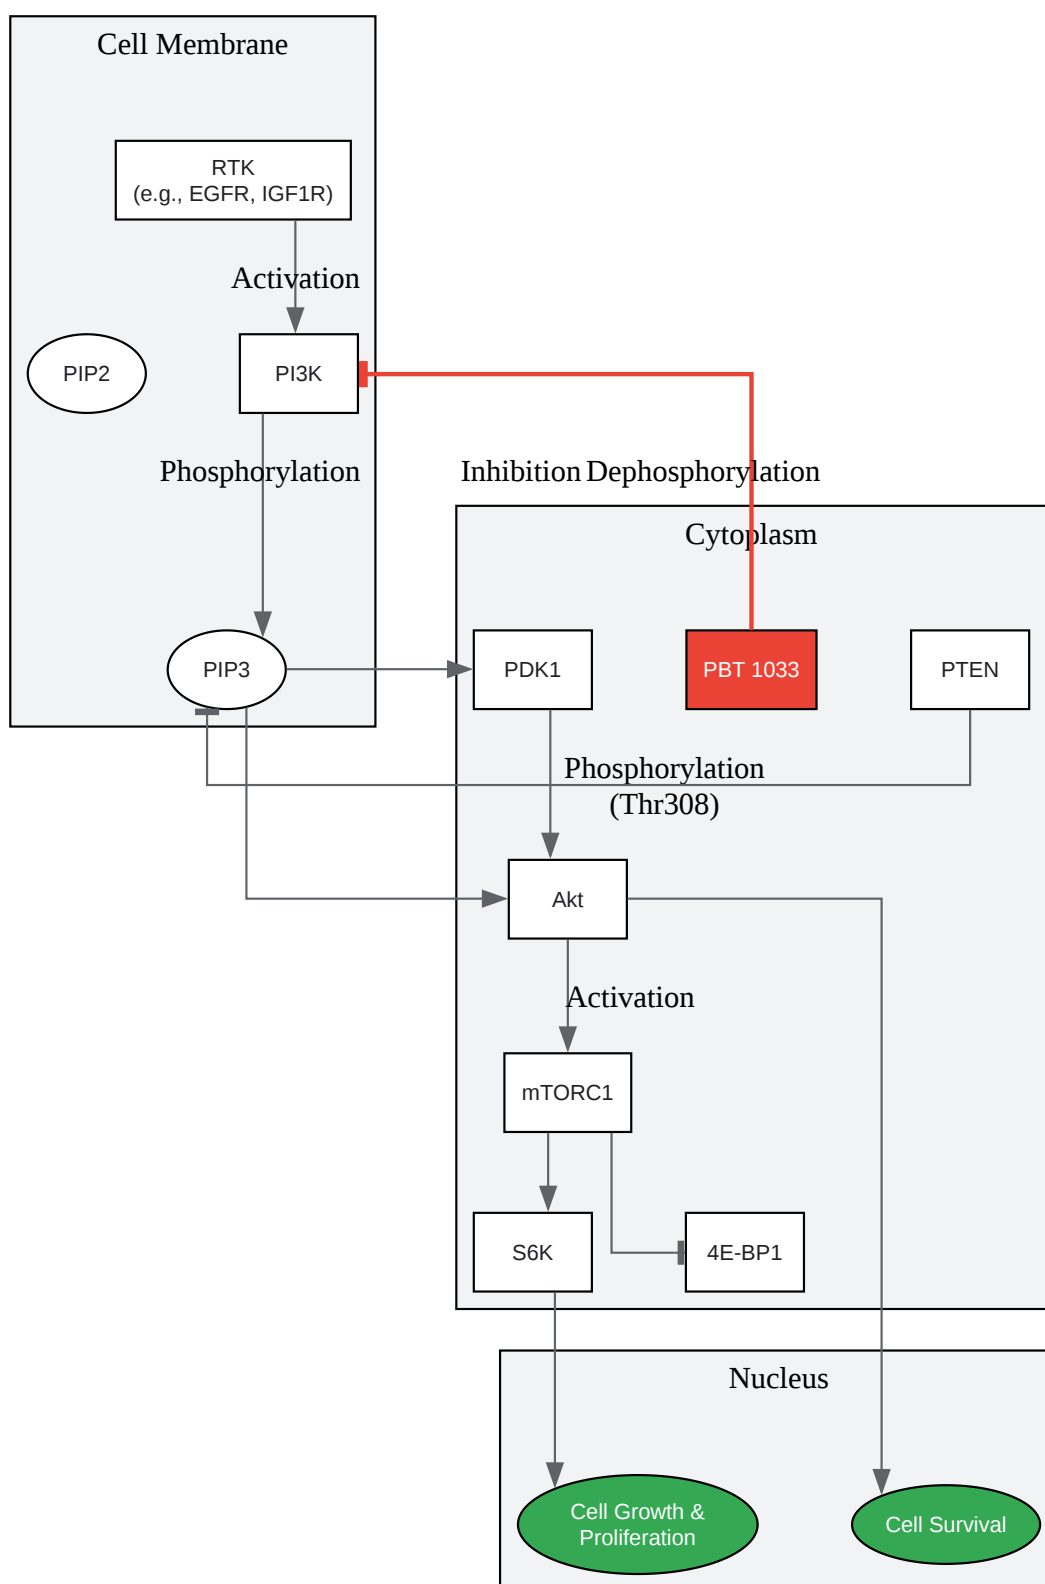 Cell Membrane
RTK
(e.g., EGFR, IGF1R)
Activation
PIP2
PI3K
Phosphorylation
Inhibition
Dephosphorylation
Cytoplasm
PIP3
PDK1
PBT 1033
PTEN
Phosphorylation
(Thr308)
Akt
Activation
mTORC1
S6K
4E-BP1
Nucleus
Cell Growth &
Proliferation
Cell Survival